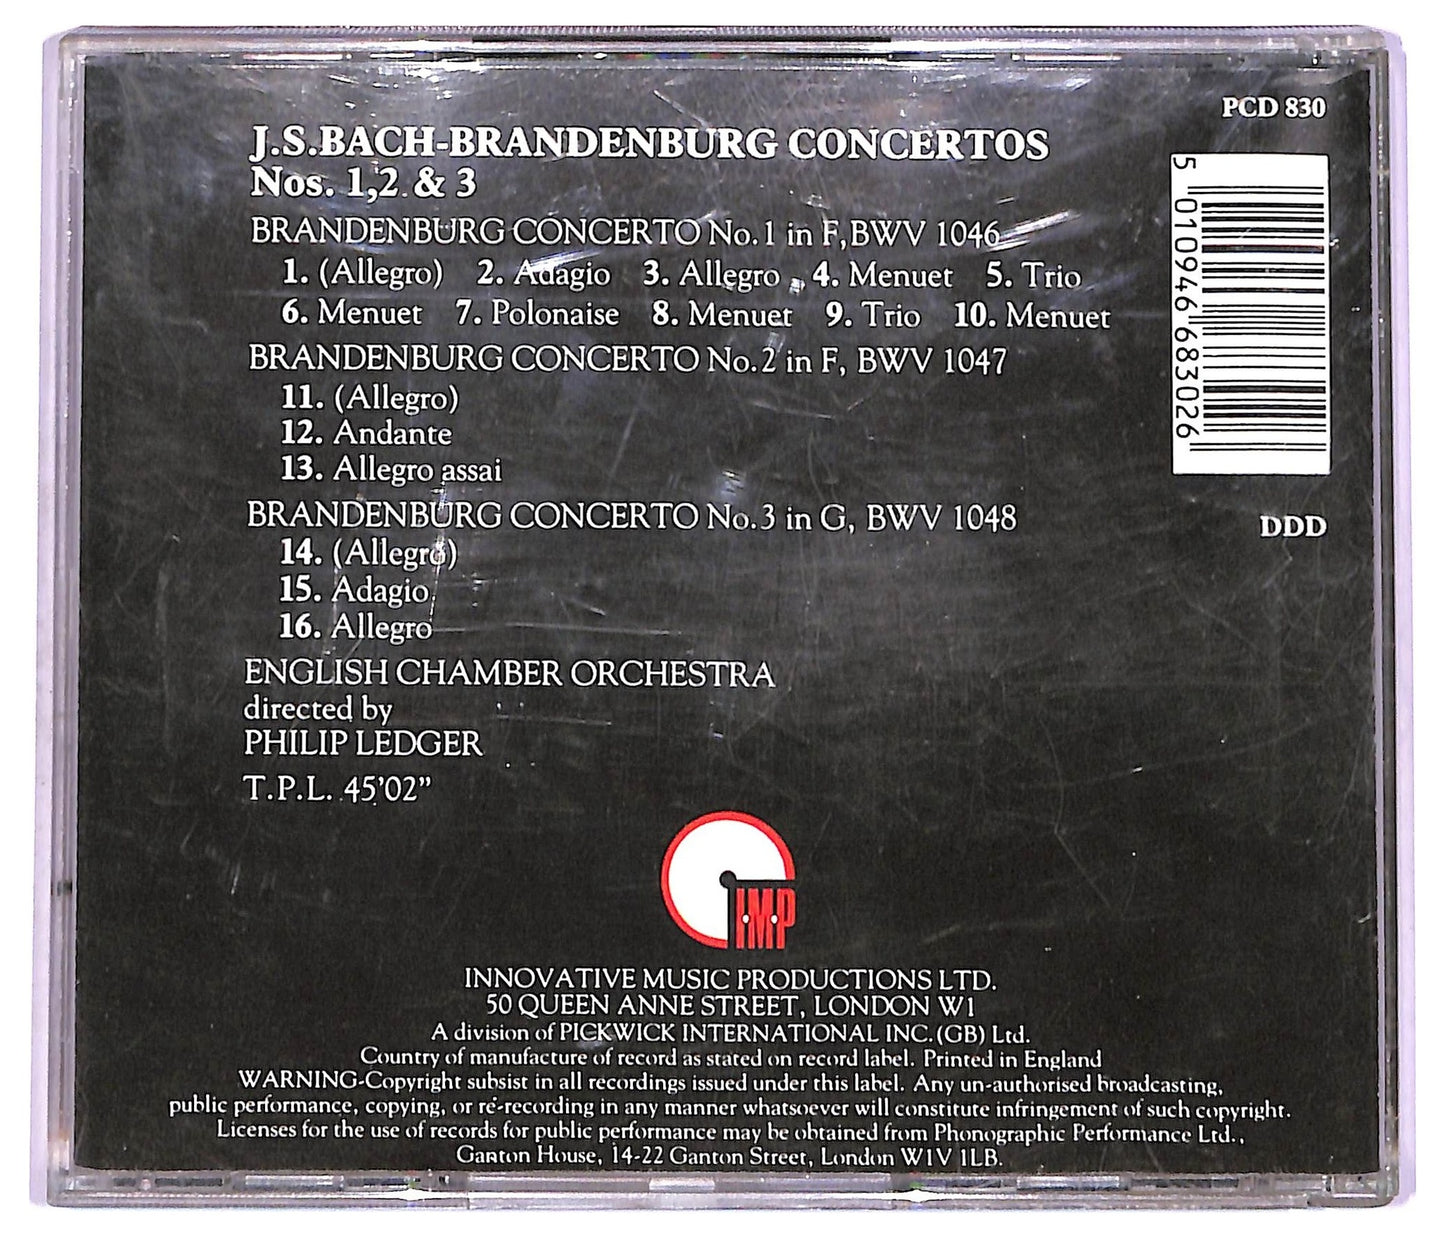 PCD 830
J.S.BACH-BRANDENBURG CONCERTOS
Nos. 1,2 & 3
BRANDENBURG CONCERTO No.1 in F,BWV 1046
1. (Allegro) 2. Adagio 3. Allegro 4. Menuet 5. Trio
6. Menuet 7. Polonaise 8. Menuet 9. Trio 10. Menuet
BRANDENBURG CONCERTO No.2 in F, BWV 1047
11. (Allegro)
12. Andante
13. Allegro assai
BRANDENBURG CONCERTO No.3 in G, BWV 1048
14. (Allegro)
15. Adagio
16. Allegro
5 010946 683026
DDD
ENGLISH CHAMBER ORCHESTRA
directed by
PHILIP LEDGER
T.P.L. 45'02”
I·M·P
INNOVATIVE MUSIC PRODUCTIONS LTD.
50 QUEEN ANNE STREET, LONDON W1
A division of PICKWICK INTERNATIONAL INC.(GB) Ltd.
Country of manufacture of record as stated on record label. Printed in England
WARNING-Copyright subsist in all recordings issued under this label. Any un-authorised broadcasting,
public performance, copying, or re-recording in any manner whatsoever will constitute infringement of such copyright.
Licenses for the use of records for public performance may be obtained from Phonographic Performance Ltd.,
Ganton House, 14-22 Ganton Street, London W1V 1LB.